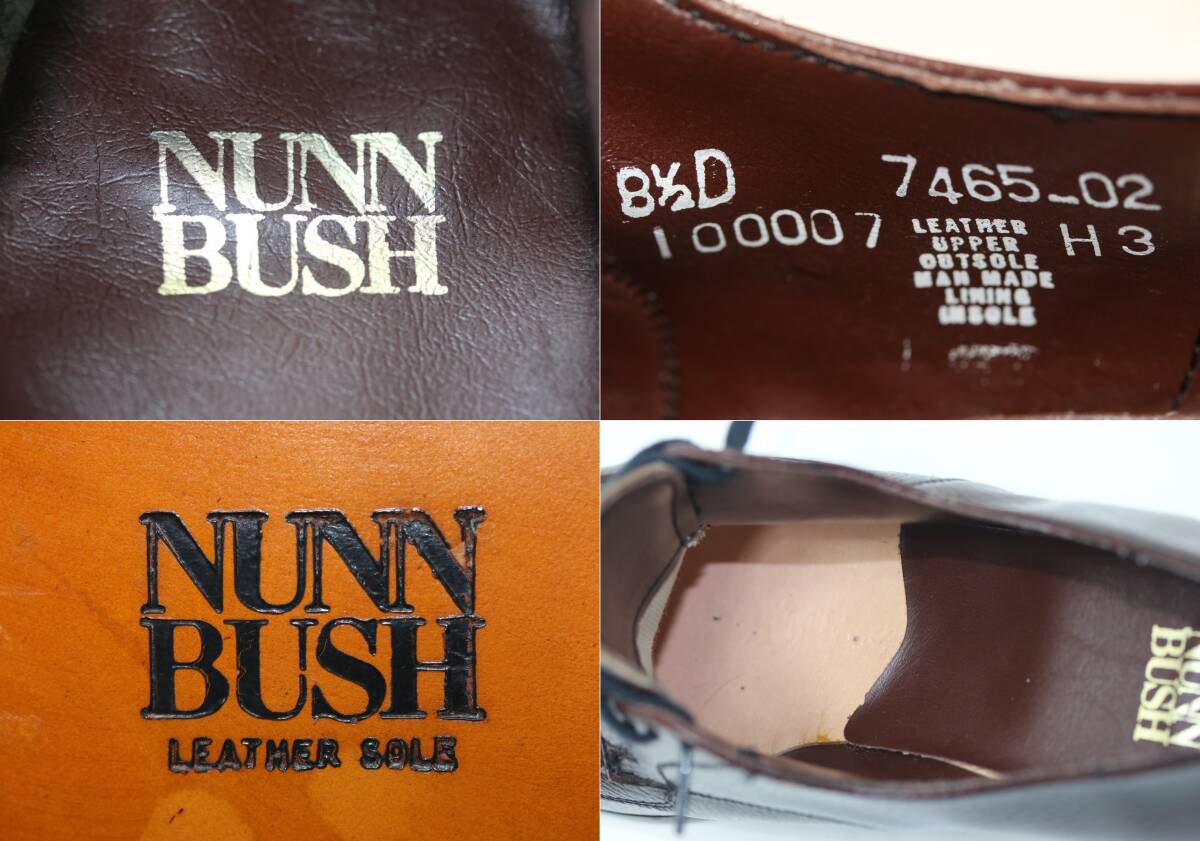 NUNN
BUSH
8½D 7465-02
100007 H3
LEATHER
UPPER
OUTSOLE
MAN MADE
LINING
INSOLE
NUNN
BUSH
LEATHER SOLE
NUNN
BUSH